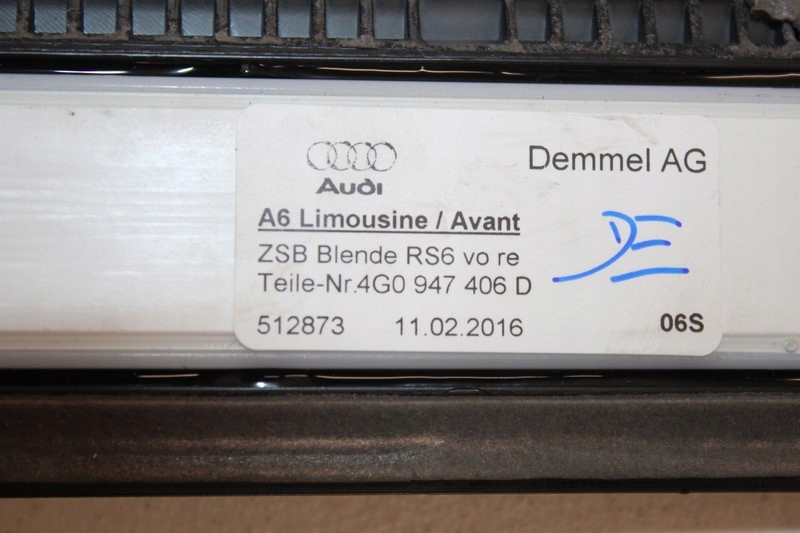 Audi
Demmel AG
A6 Limousine / Avant
ZSB Blende RS6 vo re
Teile-Nr.4G0 947 406 D
DE
512873 11.02.2016 06S